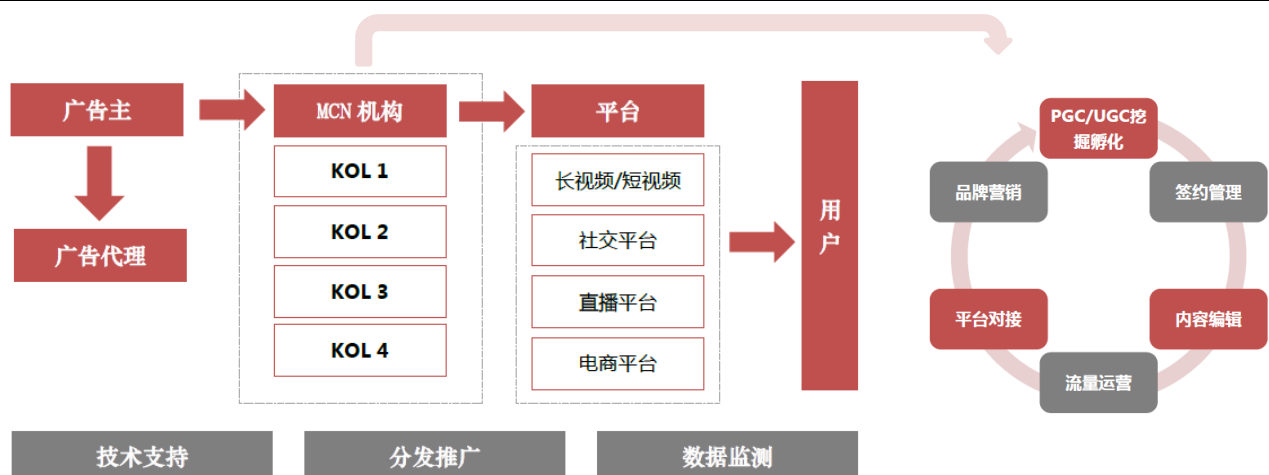 广告主
广告代理
MCN 机构
KOL 1
KOL 2
KOL 3
KOL 4
平台
长视频/短视频
社交平台
直播平台
电商平台
用
户
技术支持
分发推广
数据监测
PGC/UGC挖
掘孵化
签约管理
内容编辑
流量运营
平台对接
品牌营销